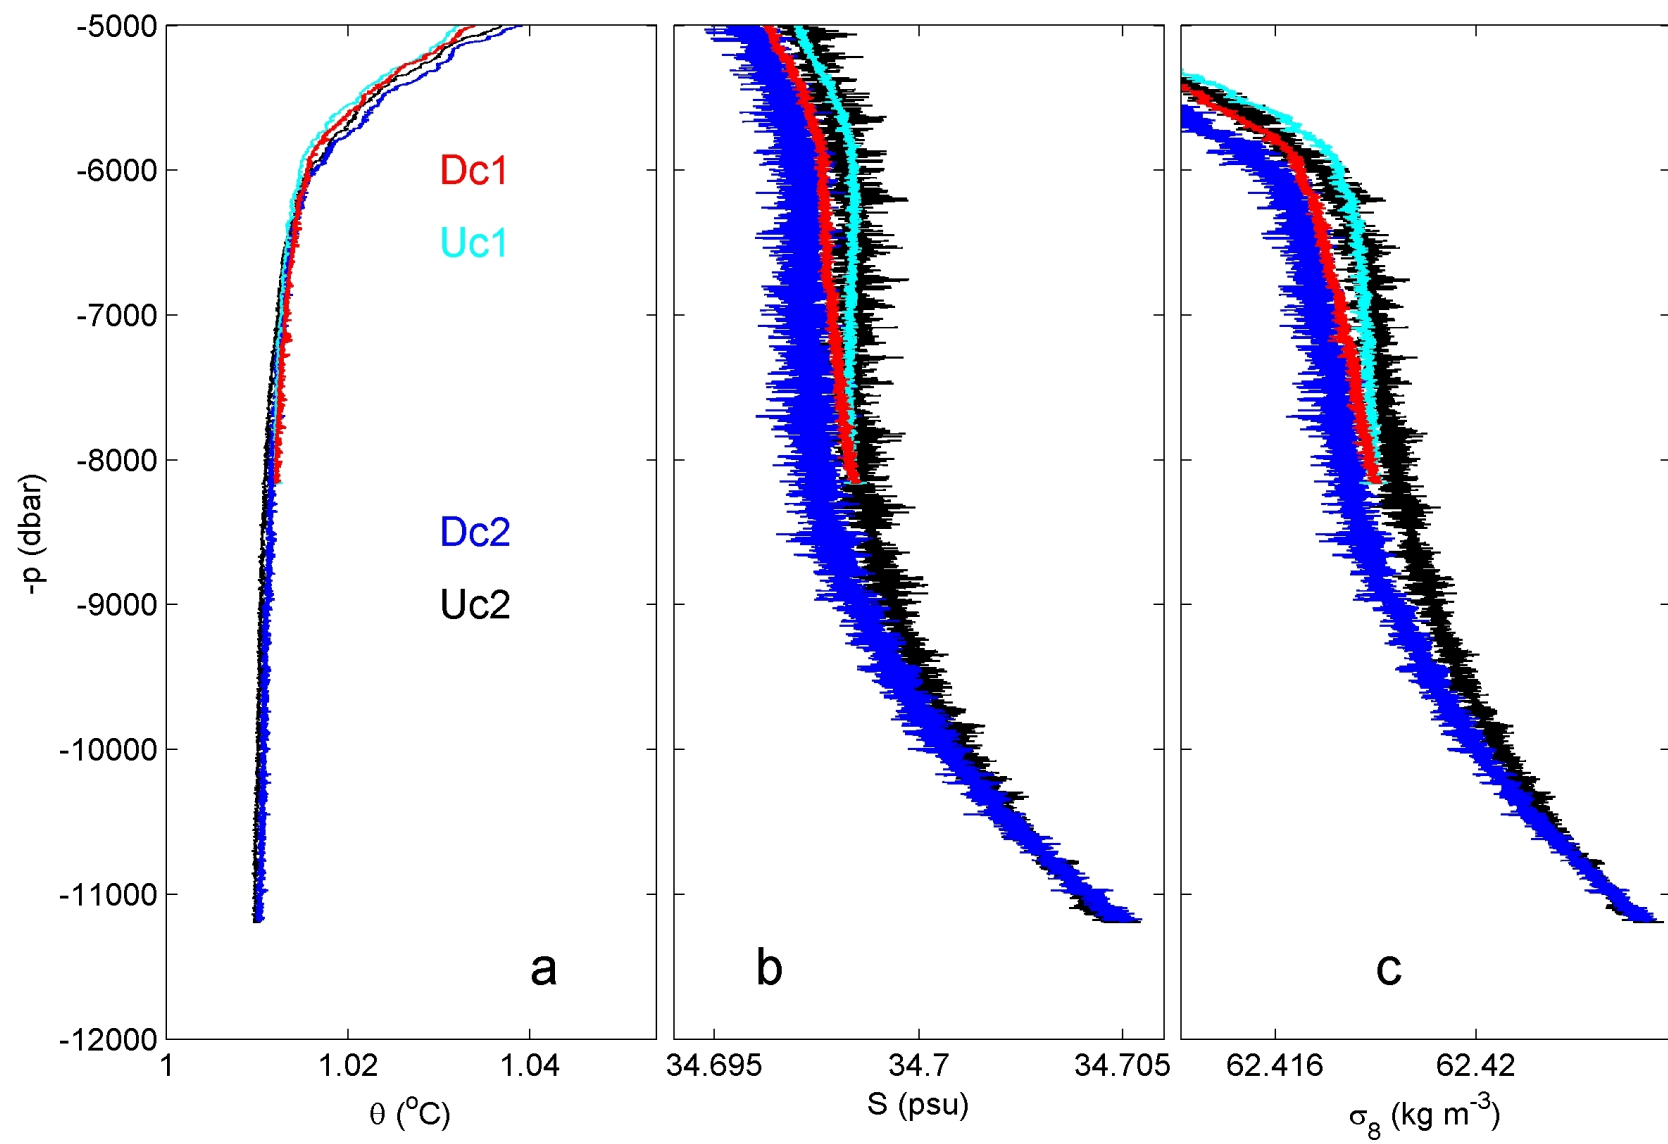 -5000
-6000
-7000
-8000
-9000
-10000
-11000
-12000
-p (dbar)
Dc1
Uc1
Dc2
Uc2
a
b
c
1 1.02 1.04
34.695 34.7 34.705
62.416 62.42
θ (°C)
S (psu)
σ₈ (kg m⁻³)